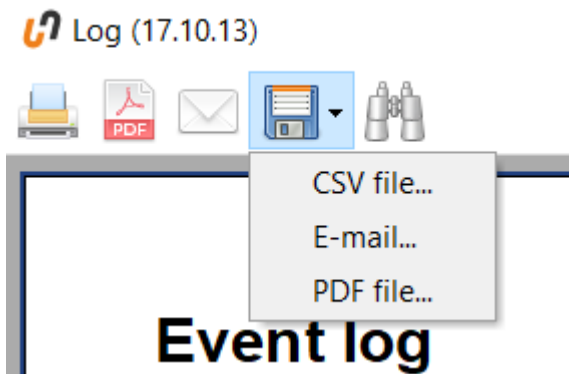 Log (17.10.13)
PDF
CSV file...
E-mail...
PDF file...
Event log